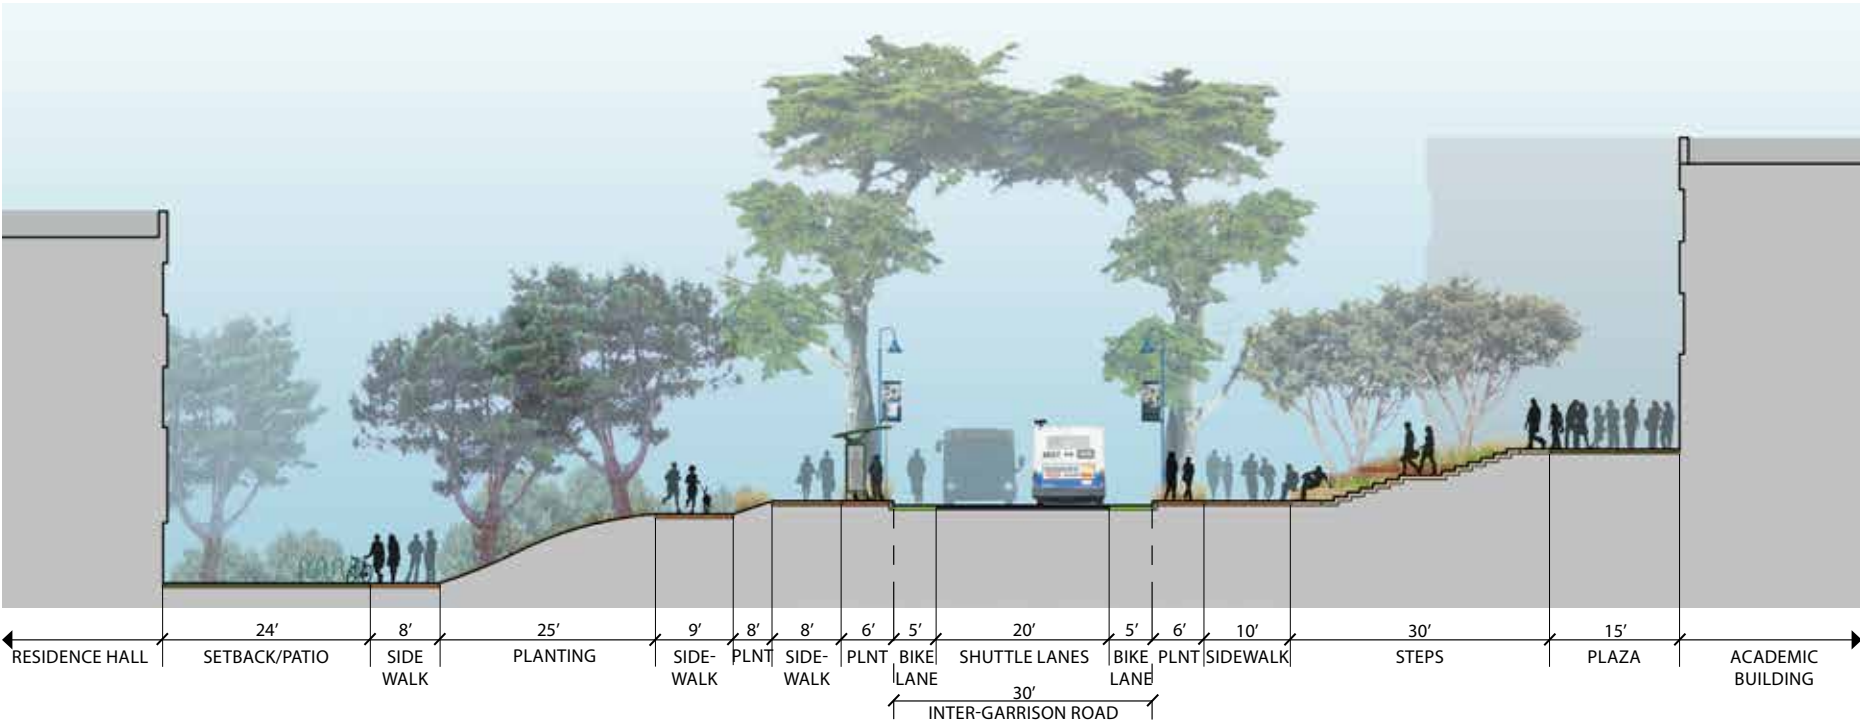 24’ 8’ 25’ 9’ 8’ 8’ 6’ 5’ 20’ 5’ 6’ 10’ 30’ 15’
RESIDENCE HALL SETBACK/PATIO SIDE PLANTING SIDE- PLNT SIDE- PLNT BIKE SHUTTLE LANES BIKE PLNT SIDEWALK STEPS PLAZA ACADEMIC
WALK WALK WALK LANE LANE BUILDING
30’
INTER-GARRISON ROAD